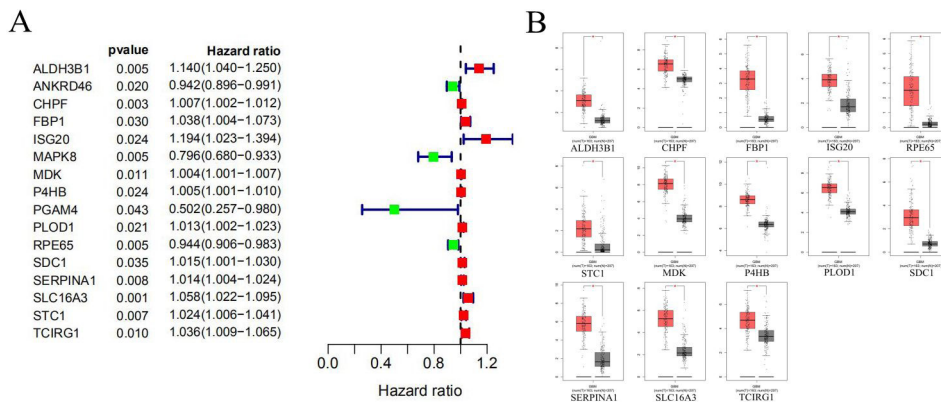 A
pvalue Hazard ratio
ALDH3B1 0.005 1.140(1.040−1.250)
ANKRD46 0.020 0.942(0.896−0.991)
CHPF 0.003 1.007(1.002−1.012)
FBP1 0.030 1.038(1.004−1.073)
ISG20 0.024 1.194(1.023−1.394)
MAPK8 0.005 0.796(0.680−0.933)
MDK 0.011 1.004(1.001−1.007)
P4HB 0.024 1.005(1.001−1.010)
PGAM4 0.043 0.502(0.257−0.980)
PLOD1 0.021 1.013(1.002−1.023)
RPE65 0.005 0.944(0.906−0.983)
SDC1 0.035 1.015(1.001−1.030)
SERPINA1 0.008 1.014(1.004−1.024)
SLC16A3 0.001 1.058(1.022−1.095)
STC1 0.007 1.024(1.006−1.041)
TCIRG1 0.010 1.036(1.009−1.065)
0.0 0.4 0.8 1.2
Hazard ratio
B
ALDH3B1 CHPF FBP1 ISG20 RPE65
STC1 MDK P4HB PLOD1 SDC1
SERPINA1 SLC16A3 TCIRG1